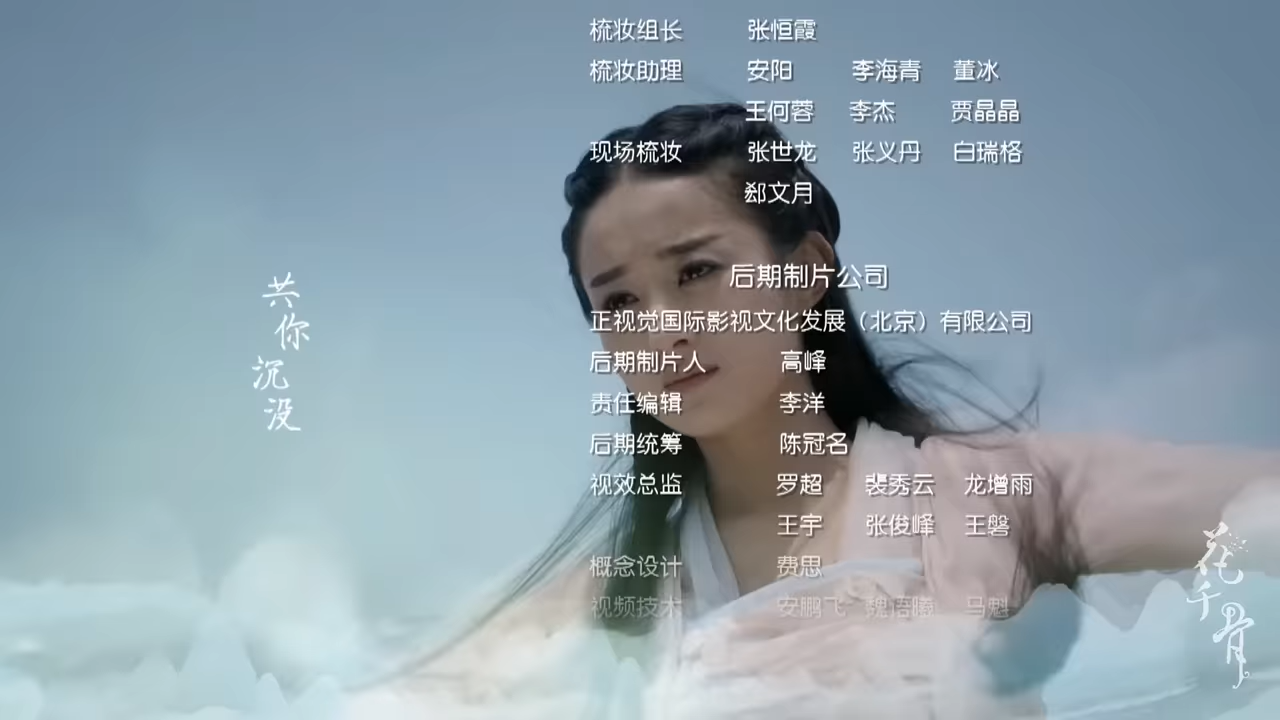 梳妆组长 张恒霞
梳妆助理 安阳 李海青 董冰
王何蓉 李杰 贾晶晶
现场梳妆 张世龙 张义丹 白瑞格
郄文月
后期制片公司
正视觉国际影视文化发展（北京）有限公司
后期制片人 高峰
责任编辑 李洋
后期统筹 陈冠名
视效总监 罗超 裴秀云 龙增雨
王宇 张俊峰 王磐
概念设计 费思
视频技术 安鹏飞 魏语曦 马魁
共你沉没
花千骨